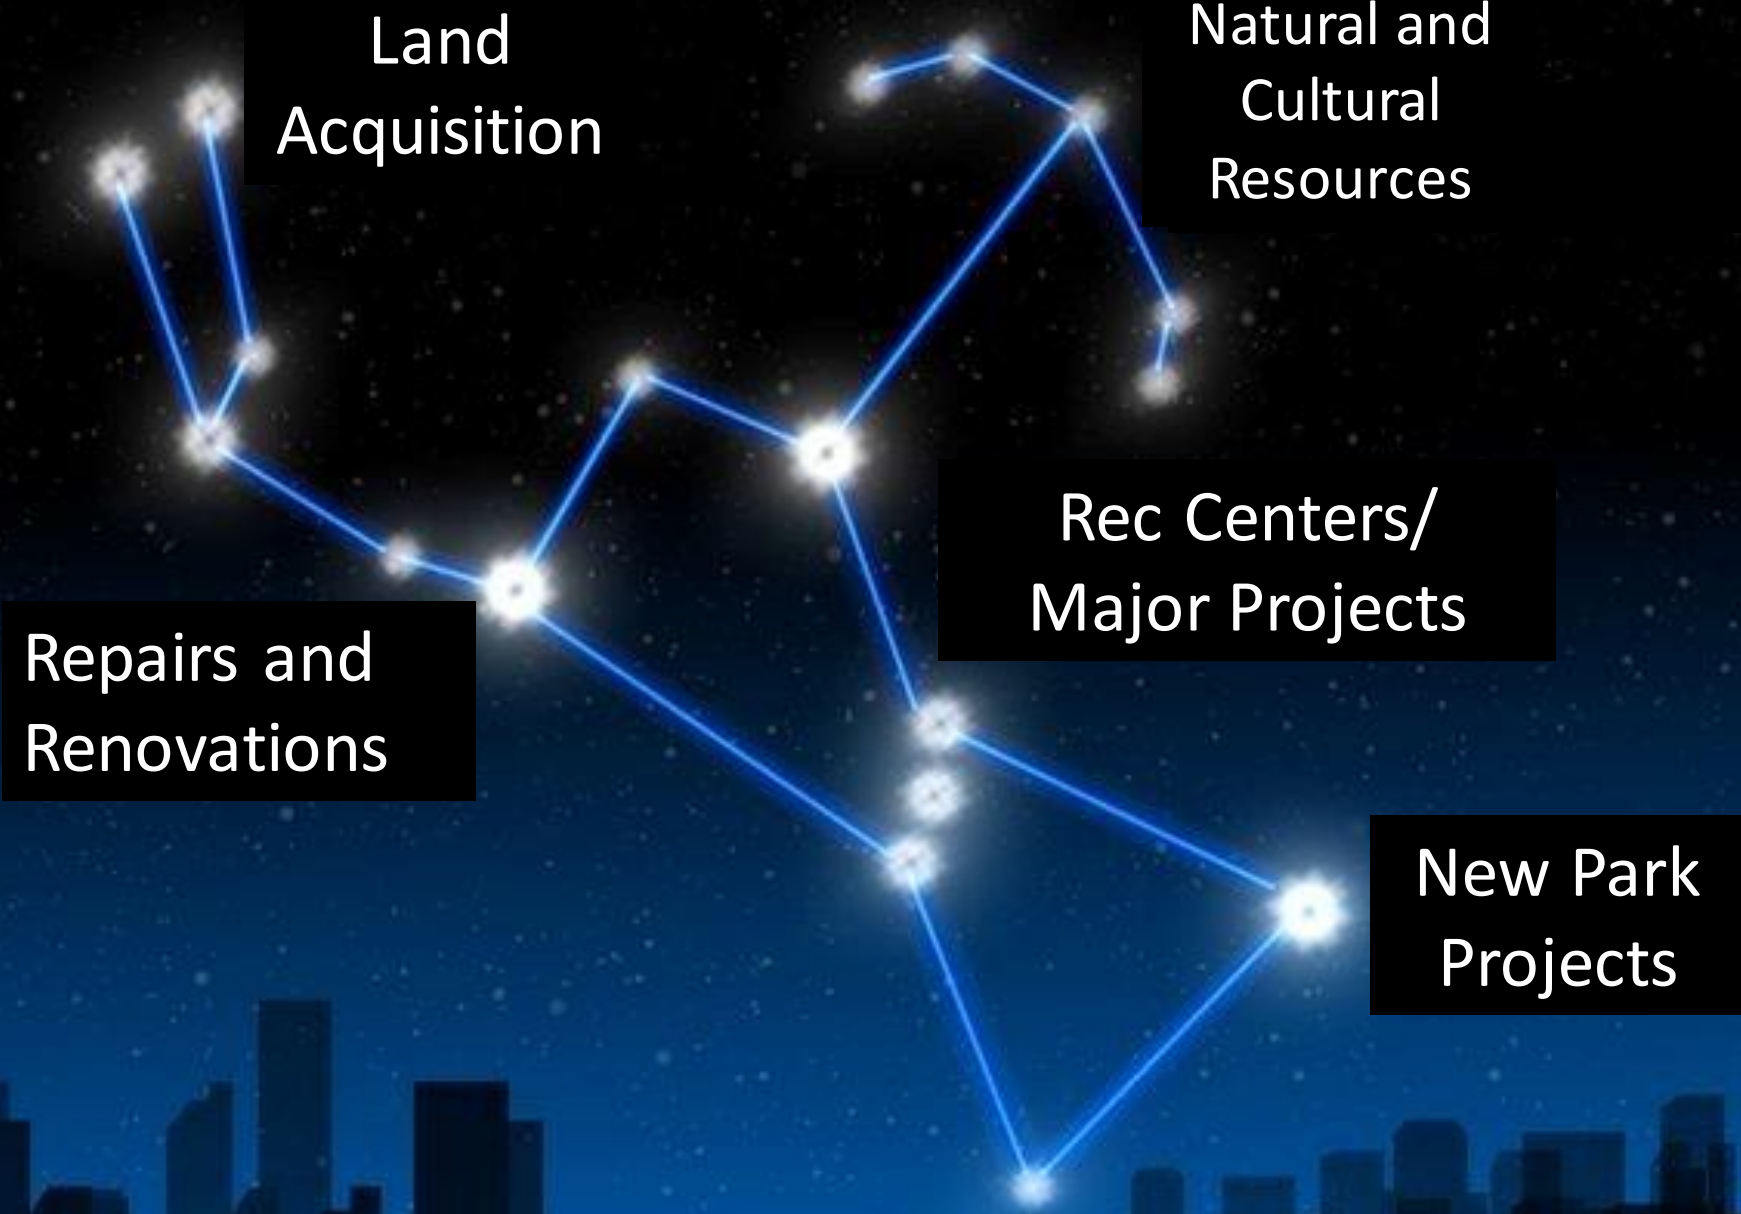 Land
Acquisition
Natural and
Cultural
Resources
Rec Centers/
Major Projects
Repairs and
Renovations
New Park
Projects